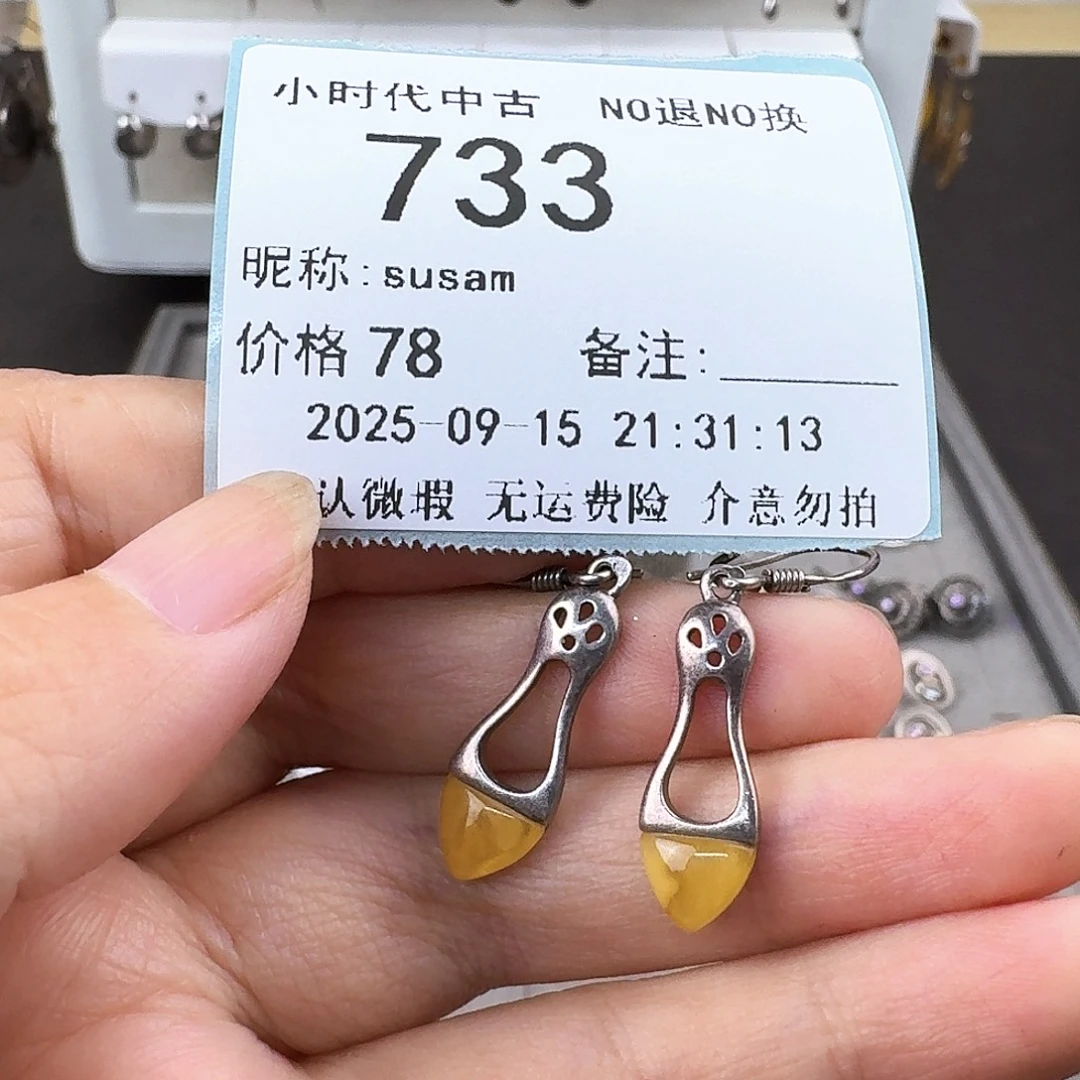 小时代中古 NO退NO换
733
昵称:susam
价格 78 备注:
2025-09-15 21:31:13
认微瑕 无运费险 介意勿拍